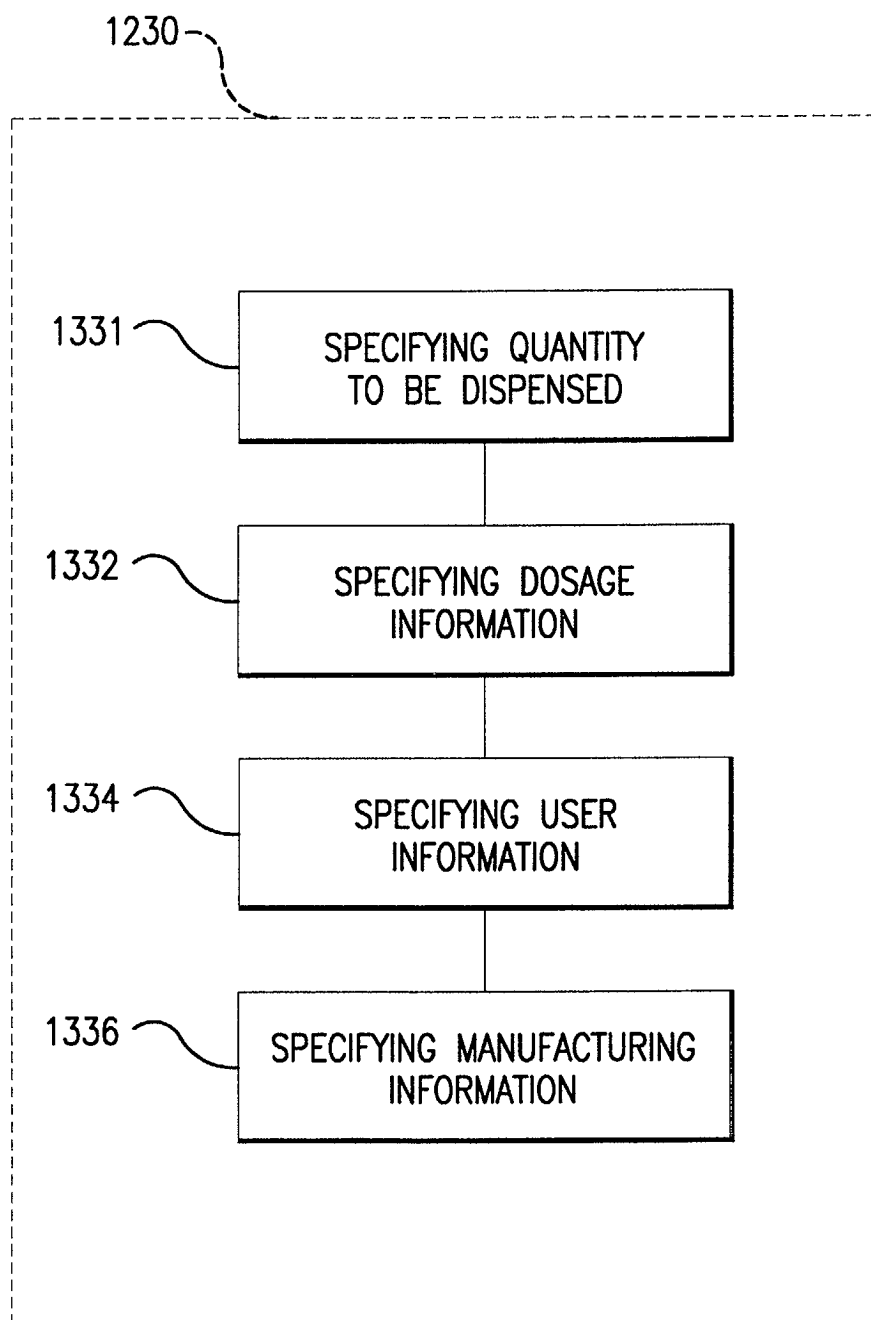 1230
1331
SPECIFYING QUANTITY
TO BE DISPENSED
1332
SPECIFYING DOSAGE
INFORMATION
1334
SPECIFYING USER
INFORMATION
1336
SPECIFYING MANUFACTURING
INFORMATION